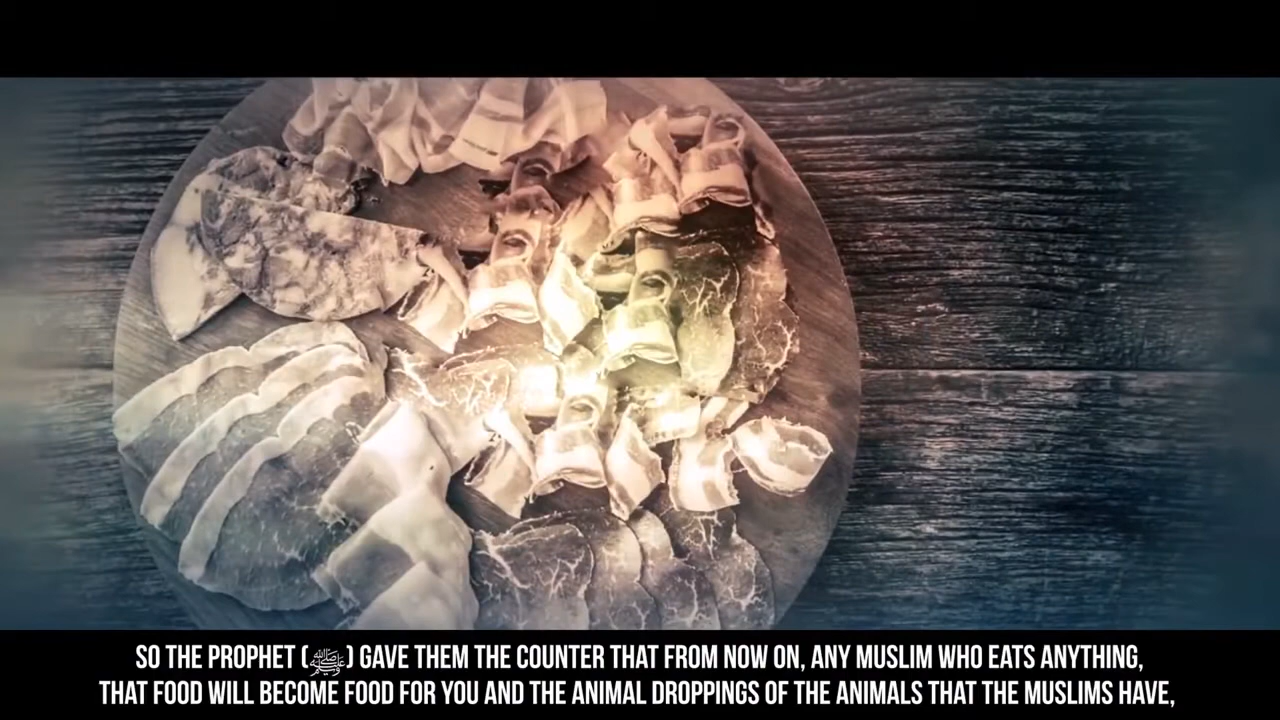 SO THE PROPHET (ﷺ) GAVE THEM THE COUNTER THAT FROM NOW ON, ANY MUSLIM WHO EATS ANYTHING,
THAT FOOD WILL BECOME FOOD FOR YOU AND THE ANIMAL DROPPINGS OF THE ANIMALS THAT THE MUSLIMS HAVE,